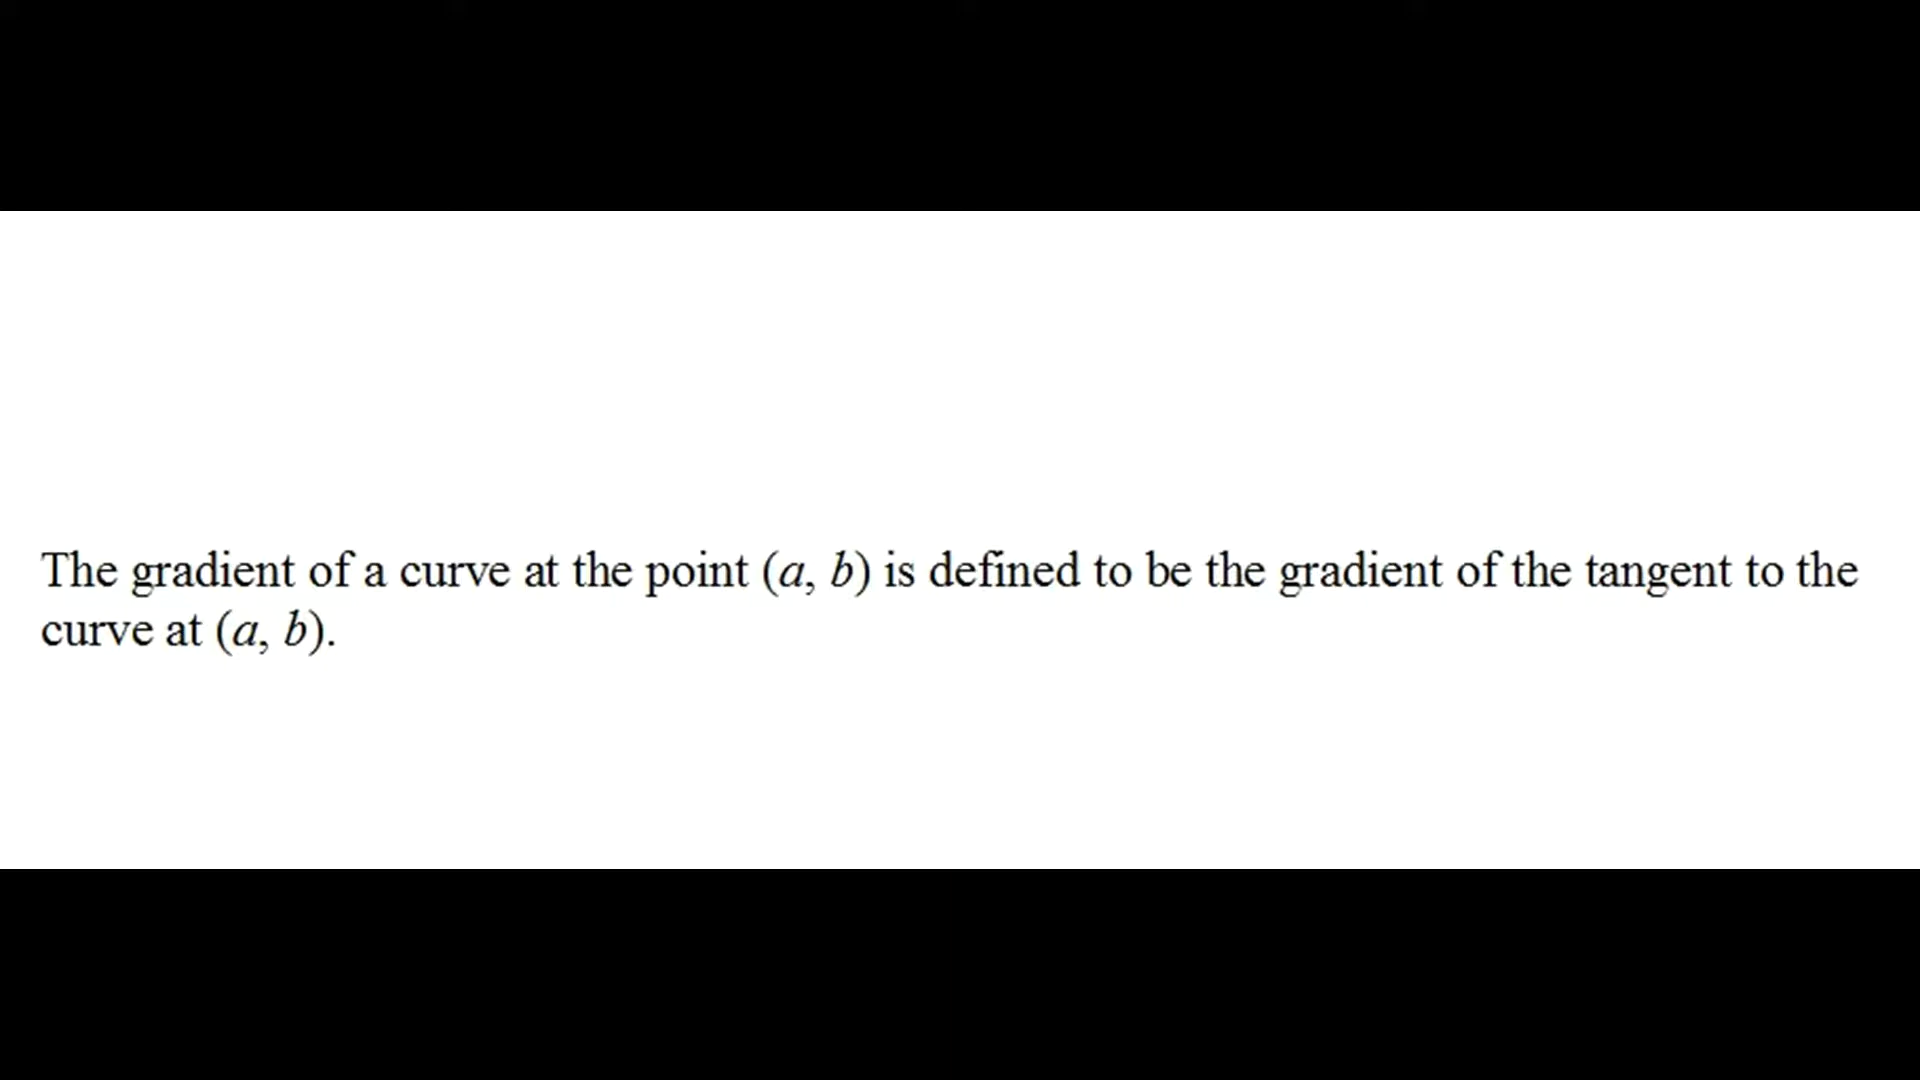 The gradient of a curve at the point (a, b) is defined to be the gradient of the tangent to the
curve at (a, b).